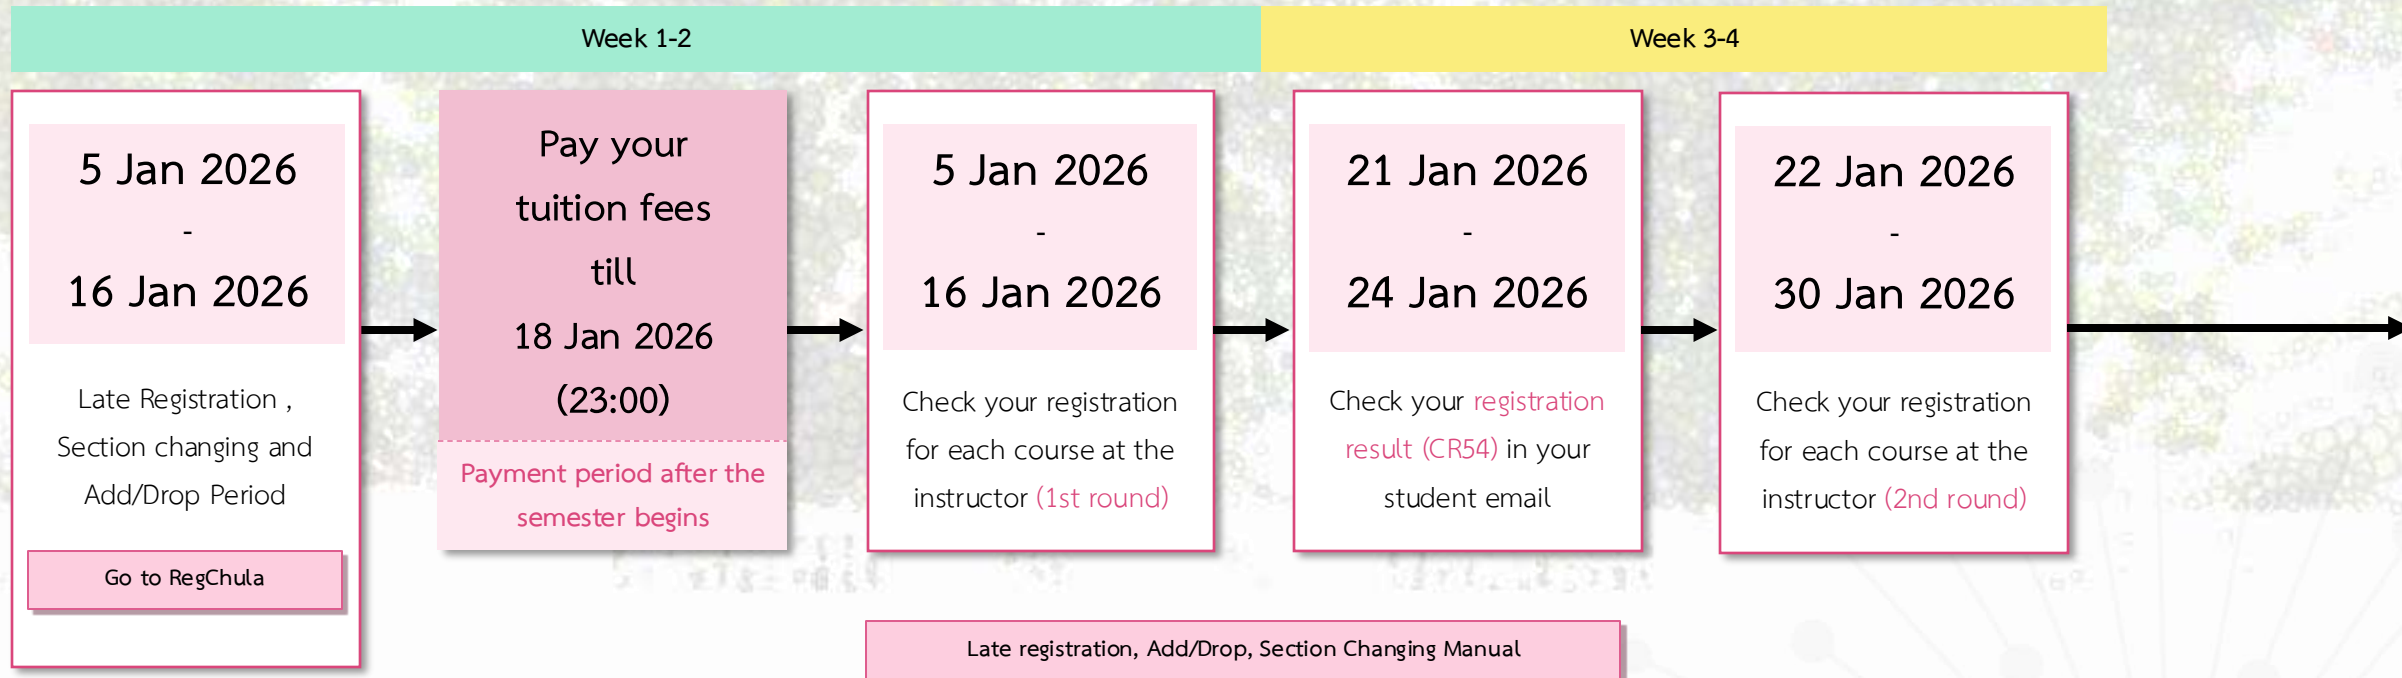 Week 1-2
Week 3-4
5 Jan 2026
-
16 Jan 2026
Late Registration ,
Section changing and
Add/Drop Period
Go to RegChula
Pay your
tuition fees
till
18 Jan 2026
(23:00)
Payment period after the
semester begins
5 Jan 2026
-
16 Jan 2026
Check your registration
for each course at the
instructor (1st round)
21 Jan 2026
-
24 Jan 2026
Check your registration
result (CR54) in your
student email
22 Jan 2026
-
30 Jan 2026
Check your registration
for each course at the
instructor (2nd round)
Late registration, Add/Drop, Section Changing Manual